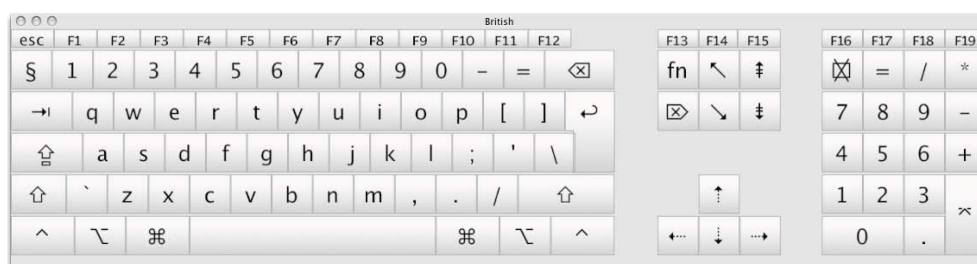 British
esc F1 F2 F3 F4 F5 F6 F7 F8 F9 F10 F11 F12 F13 F14 F15 F16 F17 F18 F19
§ 1 2 3 4 5 6 7 8 9 0 - = ⌫ fn ↖ ⇞ ⌧ = / *
⇥ q w e r t y u i o p [ ] ↩ ⌦ ↘ ⇟ 7 8 9 -
⇪ a s d f g h j k l ; ' \ 4 5 6 +
⇧ ` z x c v b n m , . / ⇧ ⇡ 1 2 3 ⌅
^ ⌥ ⌘ ⌘ ⌥ ^ ⇠ ⇣ ⇢ 0 .